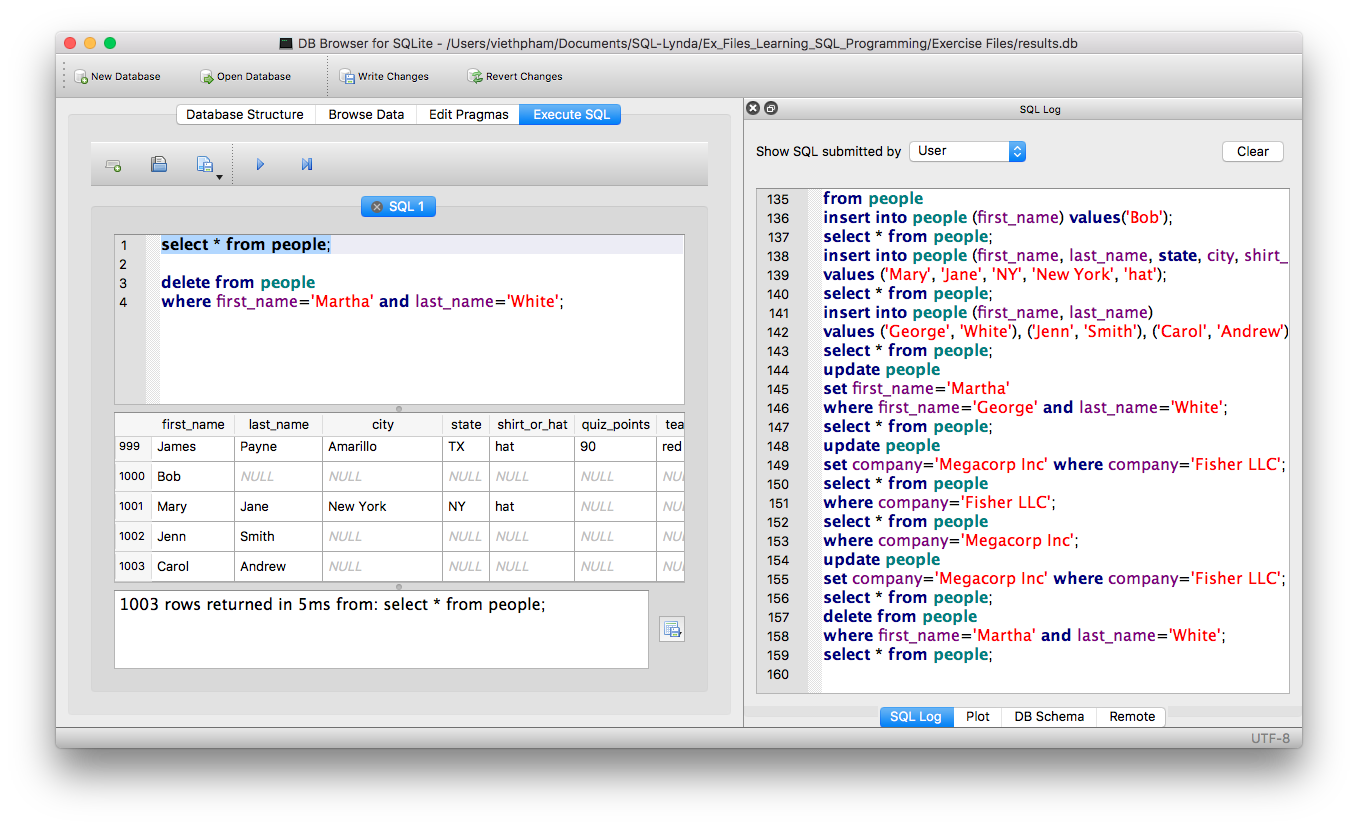 DB Browser for SQLite - /Users/viethpham/Documents/SQL-Lynda/Ex_Files_Learning_SQL_Programming/Exercise Files/results.db
New Database Open Database Write Changes Revert Changes
Database Structure Browse Data Edit Pragmas Execute SQL
SQL 1
1 select * from people;
2
3 delete from people
4 where first_name='Martha' and last_name='White';
first_name last_name city state shirt_or_hat quiz_points tea
999 James Payne Amarillo TX hat 90 red
1000 Bob NULL NULL NULL NULL NULL NU
1001 Mary Jane New York NY hat NULL NU
1002 Jenn Smith NULL NULL NULL NULL NU
1003 Carol Andrew NULL NULL NULL NULL NU
1003 rows returned in 5ms from: select * from people;
SQL Log
Show SQL submitted by User Clear
135 from people
136 insert into people (first_name) values('Bob');
137 select * from people;
138 insert into people (first_name, last_name, state, city, shirt_
139 values ('Mary', 'Jane', 'NY', 'New York', 'hat');
140 select * from people;
141 insert into people (first_name, last_name)
142 values ('George', 'White'), ('Jenn', 'Smith'), ('Carol', 'Andrew')
143 select * from people;
144 update people
145 set first_name='Martha'
146 where first_name='George' and last_name='White';
147 select * from people;
148 update people
149 set company='Megacorp Inc' where company='Fisher LLC';
150 select * from people
151 where company='Fisher LLC';
152 select * from people
153 where company='Megacorp Inc';
154 update people
155 set company='Megacorp Inc' where company='Fisher LLC';
156 select * from people;
157 delete from people
158 where first_name='Martha' and last_name='White';
159 select * from people;
160
SQL Log Plot DB Schema Remote
UTF-8